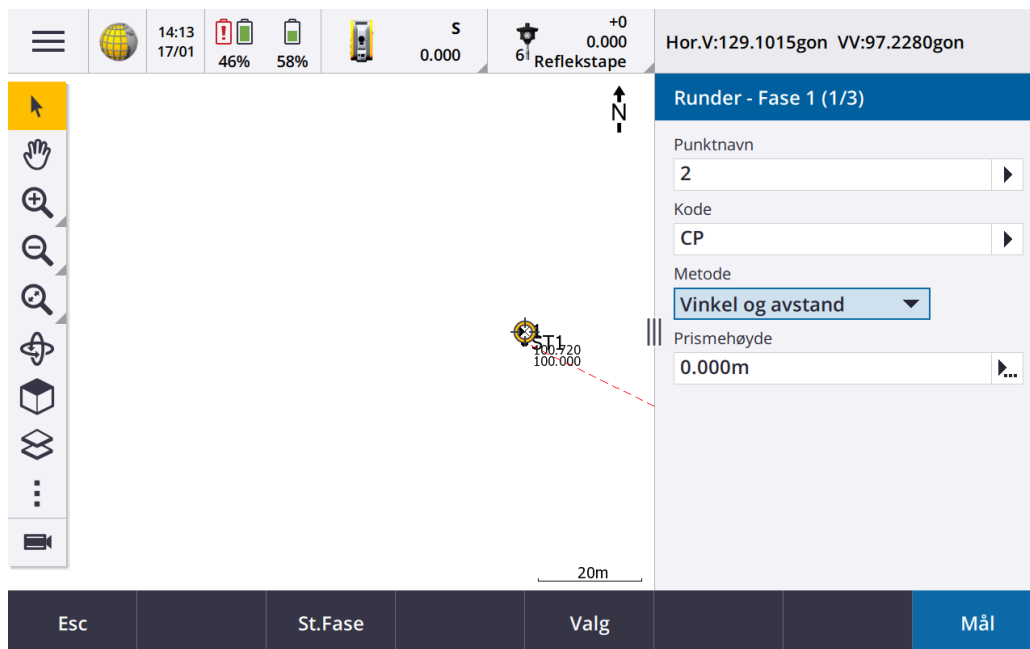 14:13
17/01
46%
58%
S
0.000
+0
0.000
6
Reflekstape
Hor.V:129.1015gon VV:97.2280gon
N
Runder - Fase 1 (1/3)
Punktnavn
2
Kode
CP
Metode
Vinkel og avstand
Prismehøyde
0.000m
1
ST1
100.720
100.000
20m
Esc
St.Fase
Valg
Mål